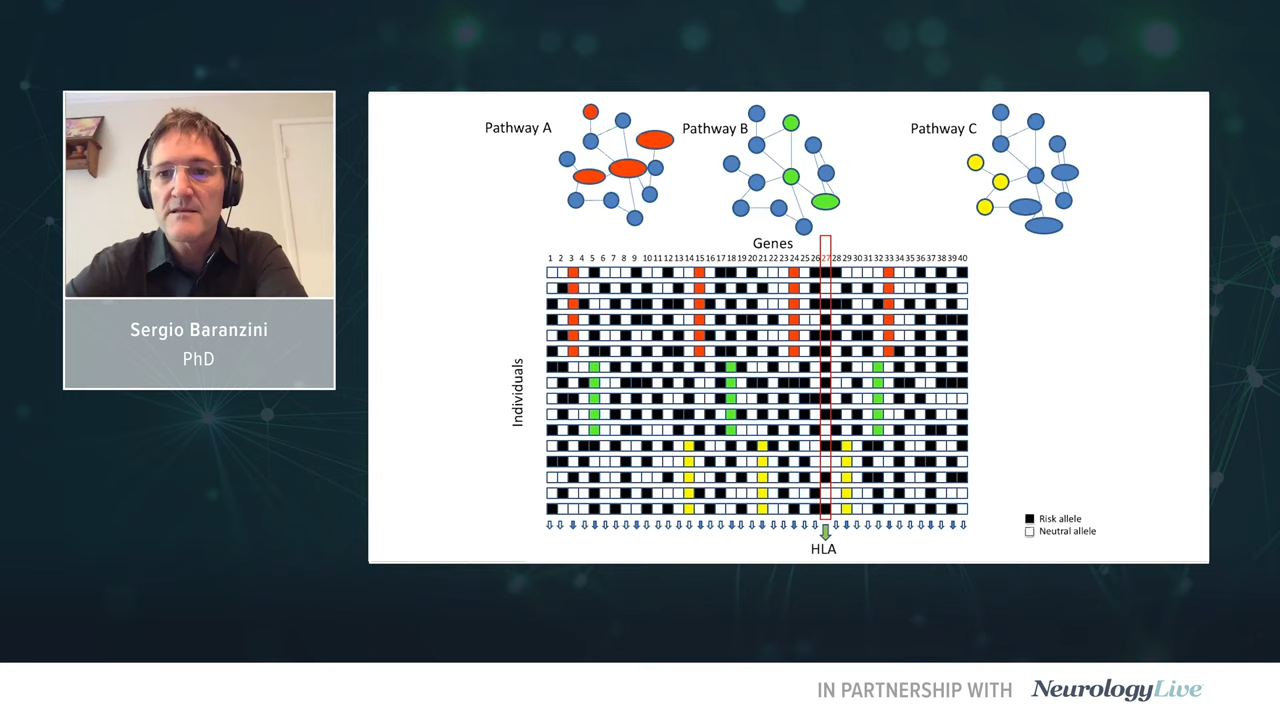 Sergio Baranzini
PhD
Pathway A
Pathway B
Pathway C
Genes
1 2 3 4 5 6 7 8 9 10 11 12 13 14 15 16 17 18 19 20 21 22 23 24 25 26 27 28 29 30 31 32 33 34 35 36 37 38 39 40
Individuals
Risk allele
Neutral allele
HLA
IN PARTNERSHIP WITH NeurologyLive